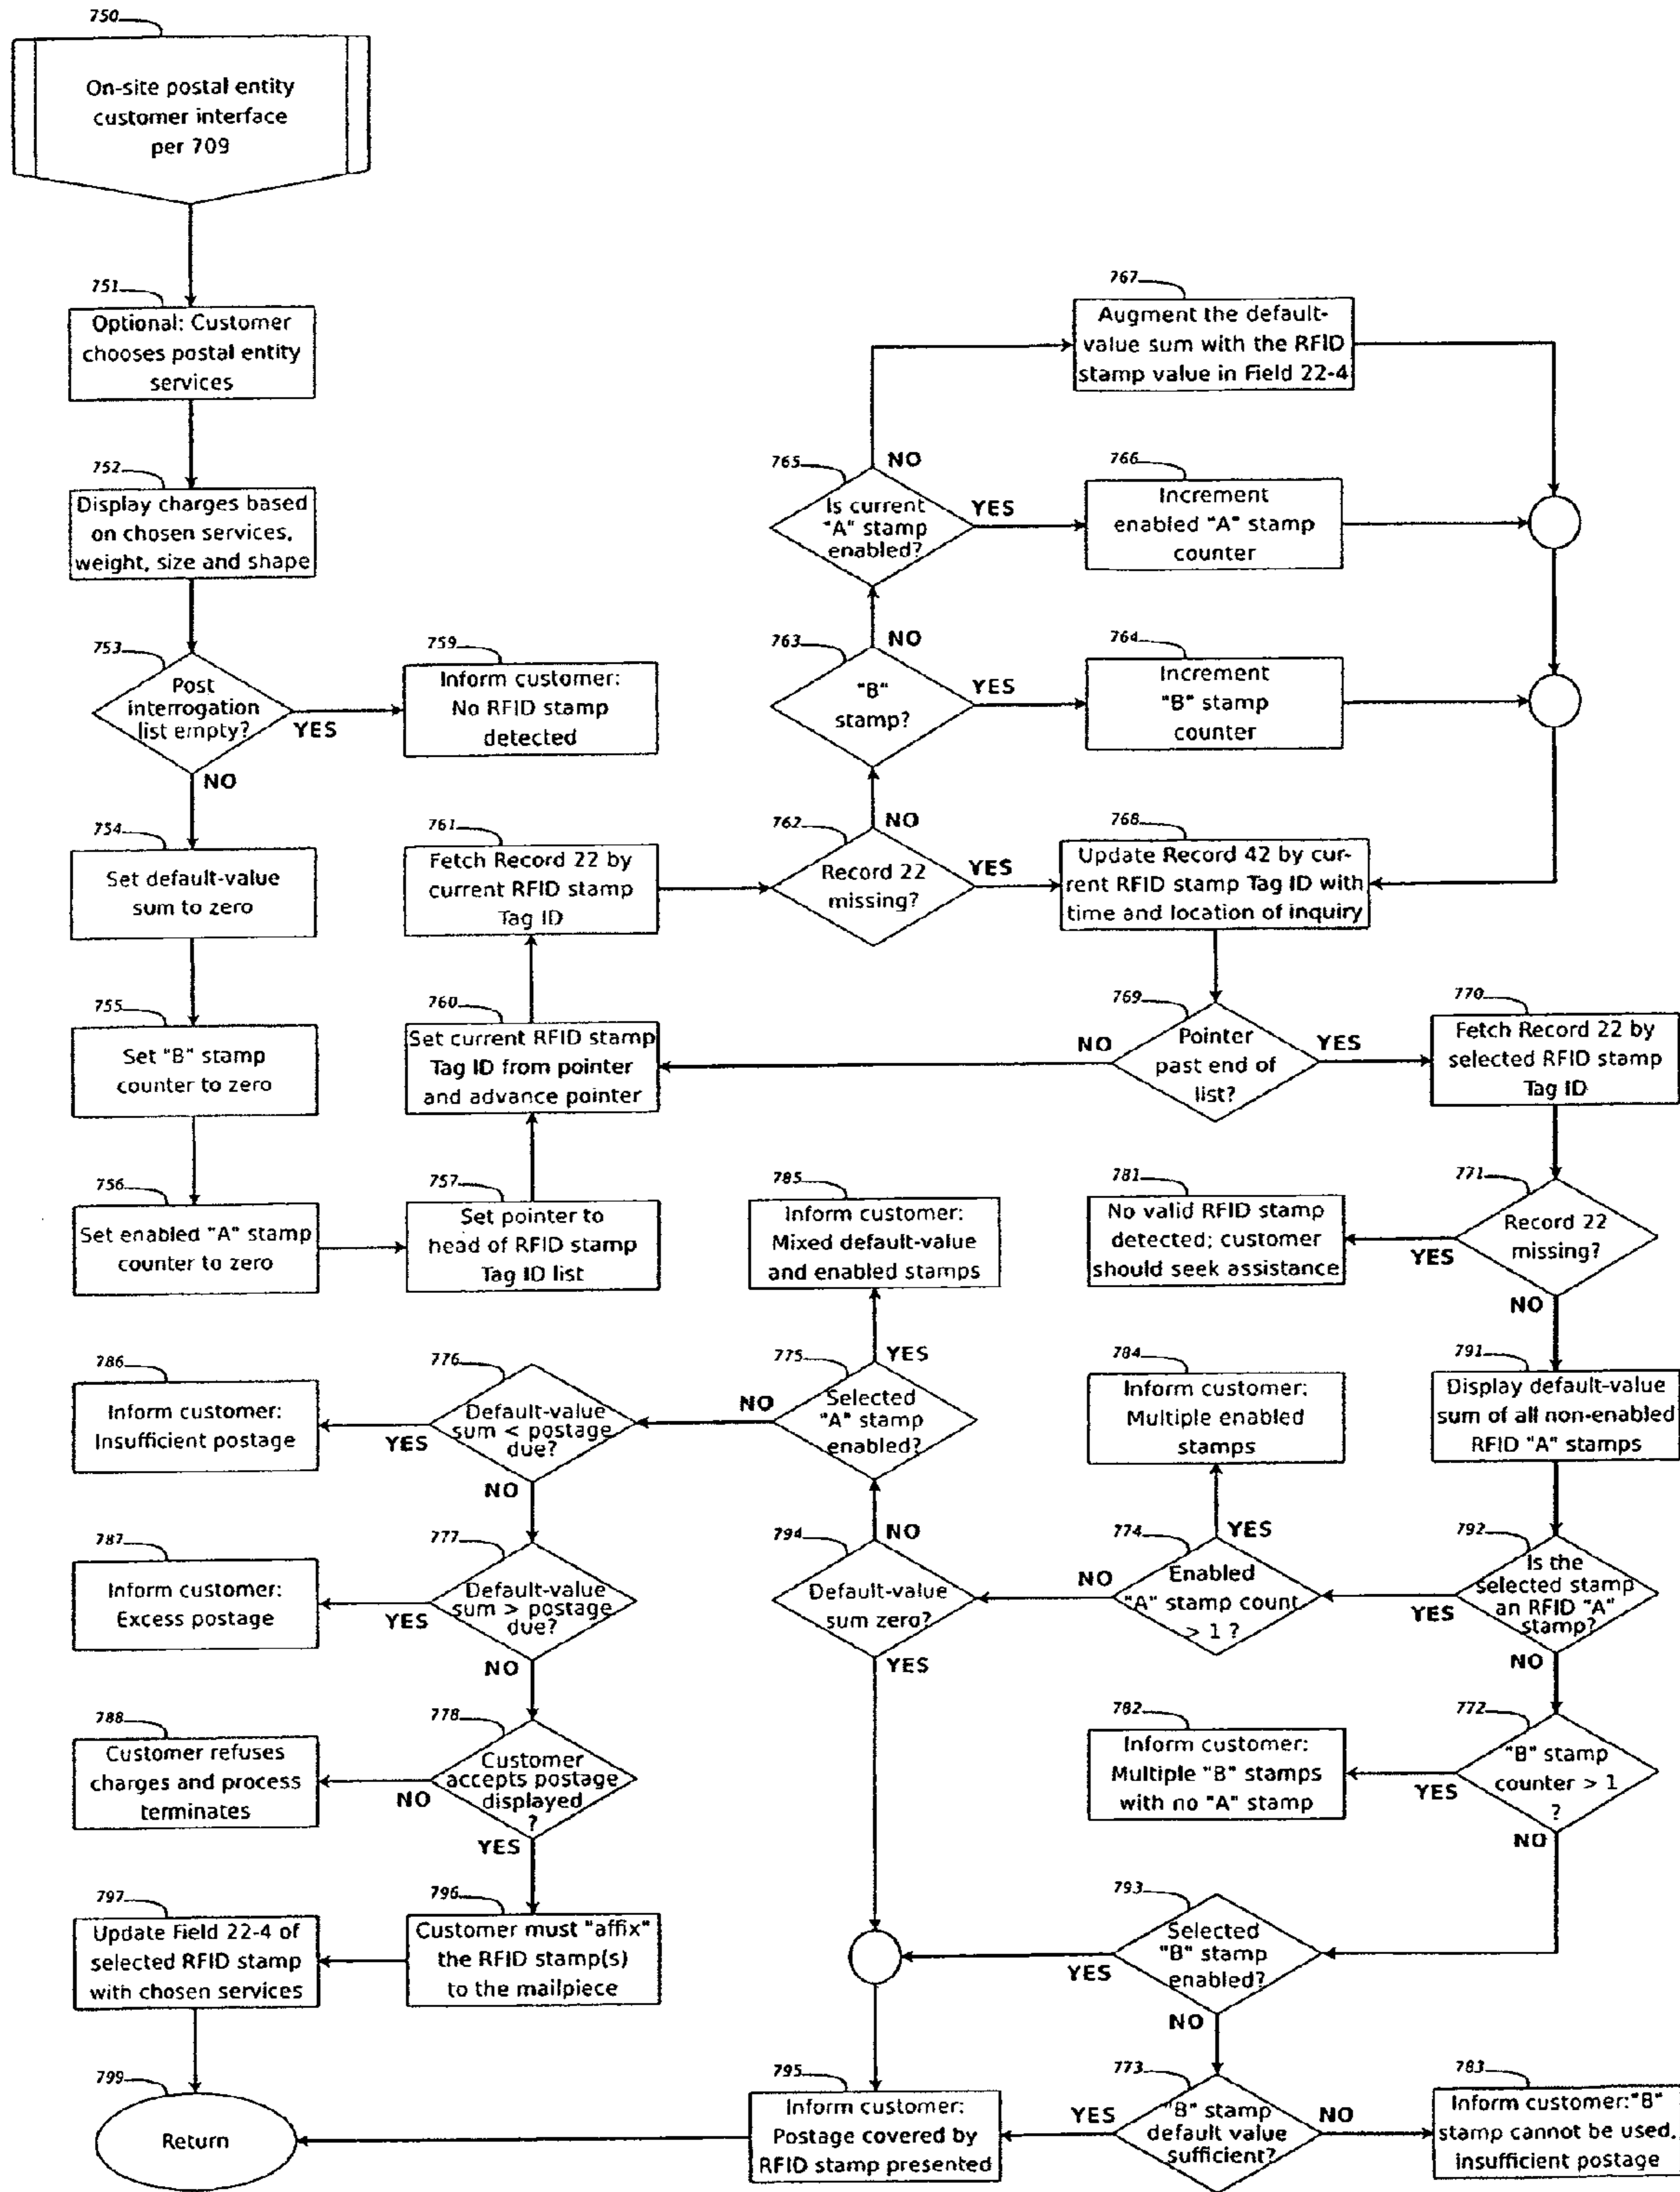 750
On-site postal entity
customer interface
per 709
751
Optional: Customer
chooses postal entity
services
752
Display charges based
on chosen services,
weight, size and shape
753
Post
interrogation
list empty?
YES
NO
759
Inform customer:
No RFID stamp
detected
754
Set default-value
sum to zero
755
Set "B" stamp
counter to zero
756
Set enabled "A" stamp
counter to zero
757
Set pointer to
head of RFID stamp
Tag ID list
760
Set current RFID stamp
Tag ID from pointer
and advance pointer
761
Fetch Record 22 by
current RFID stamp
Tag ID
762
Record 22
missing?
YES
NO
763
"B"
stamp?
YES
NO
764
Increment
"B" stamp
counter
765
Is current
"A" stamp
enabled?
YES
NO
766
Increment
enabled "A" stamp
counter
767
Augment the default-
value sum with the RFID
stamp value in Field 22-4
768
Update Record 42 by cur-
rent RFID stamp Tag ID with
time and location of inquiry
769
Pointer
past end of
list?
NO
YES
770
Fetch Record 22 by
selected RFID stamp
Tag ID
771
Record 22
missing?
YES
NO
781
No valid RFID stamp
detected; customer
should seek assistance
791
Display default-value
sum of all non-enabled
RFID "A" stamps
792
Is the
selected stamp
an RFID "A"
stamp?
YES
NO
774
Enabled
"A" stamp count
> 1 ?
YES
NO
784
Inform customer:
Multiple enabled
stamps
794
Default-value
sum zero?
NO
YES
775
Selected
"A" stamp
enabled?
YES
NO
785
Inform customer:
Mixed default-value
and enabled stamps
776
Default-value
sum < postage
due?
YES
NO
786
Inform customer:
Insufficient postage
777
Default-value
sum > postage
due?
YES
NO
787
Inform customer:
Excess postage
778
Customer
accepts postage
displayed
?
NO
YES
788
Customer refuses
charges and process
terminates
796
Customer must "affix"
the RFID stamp(s)
to the mailpiece
797
Update Field 22-4 of
selected RFID stamp
with chosen services
772
"B" stamp
counter > 1
?
YES
NO
782
Inform customer:
Multiple "B" stamps
with no "A" stamp
793
Selected
"B" stamp
enabled?
YES
NO
773
"B" stamp
default value
sufficient?
YES
NO
783
Inform customer:"B"
stamp cannot be used,
insufficient postage
795
Inform customer:
Postage covered by
RFID stamp presented
799
Return